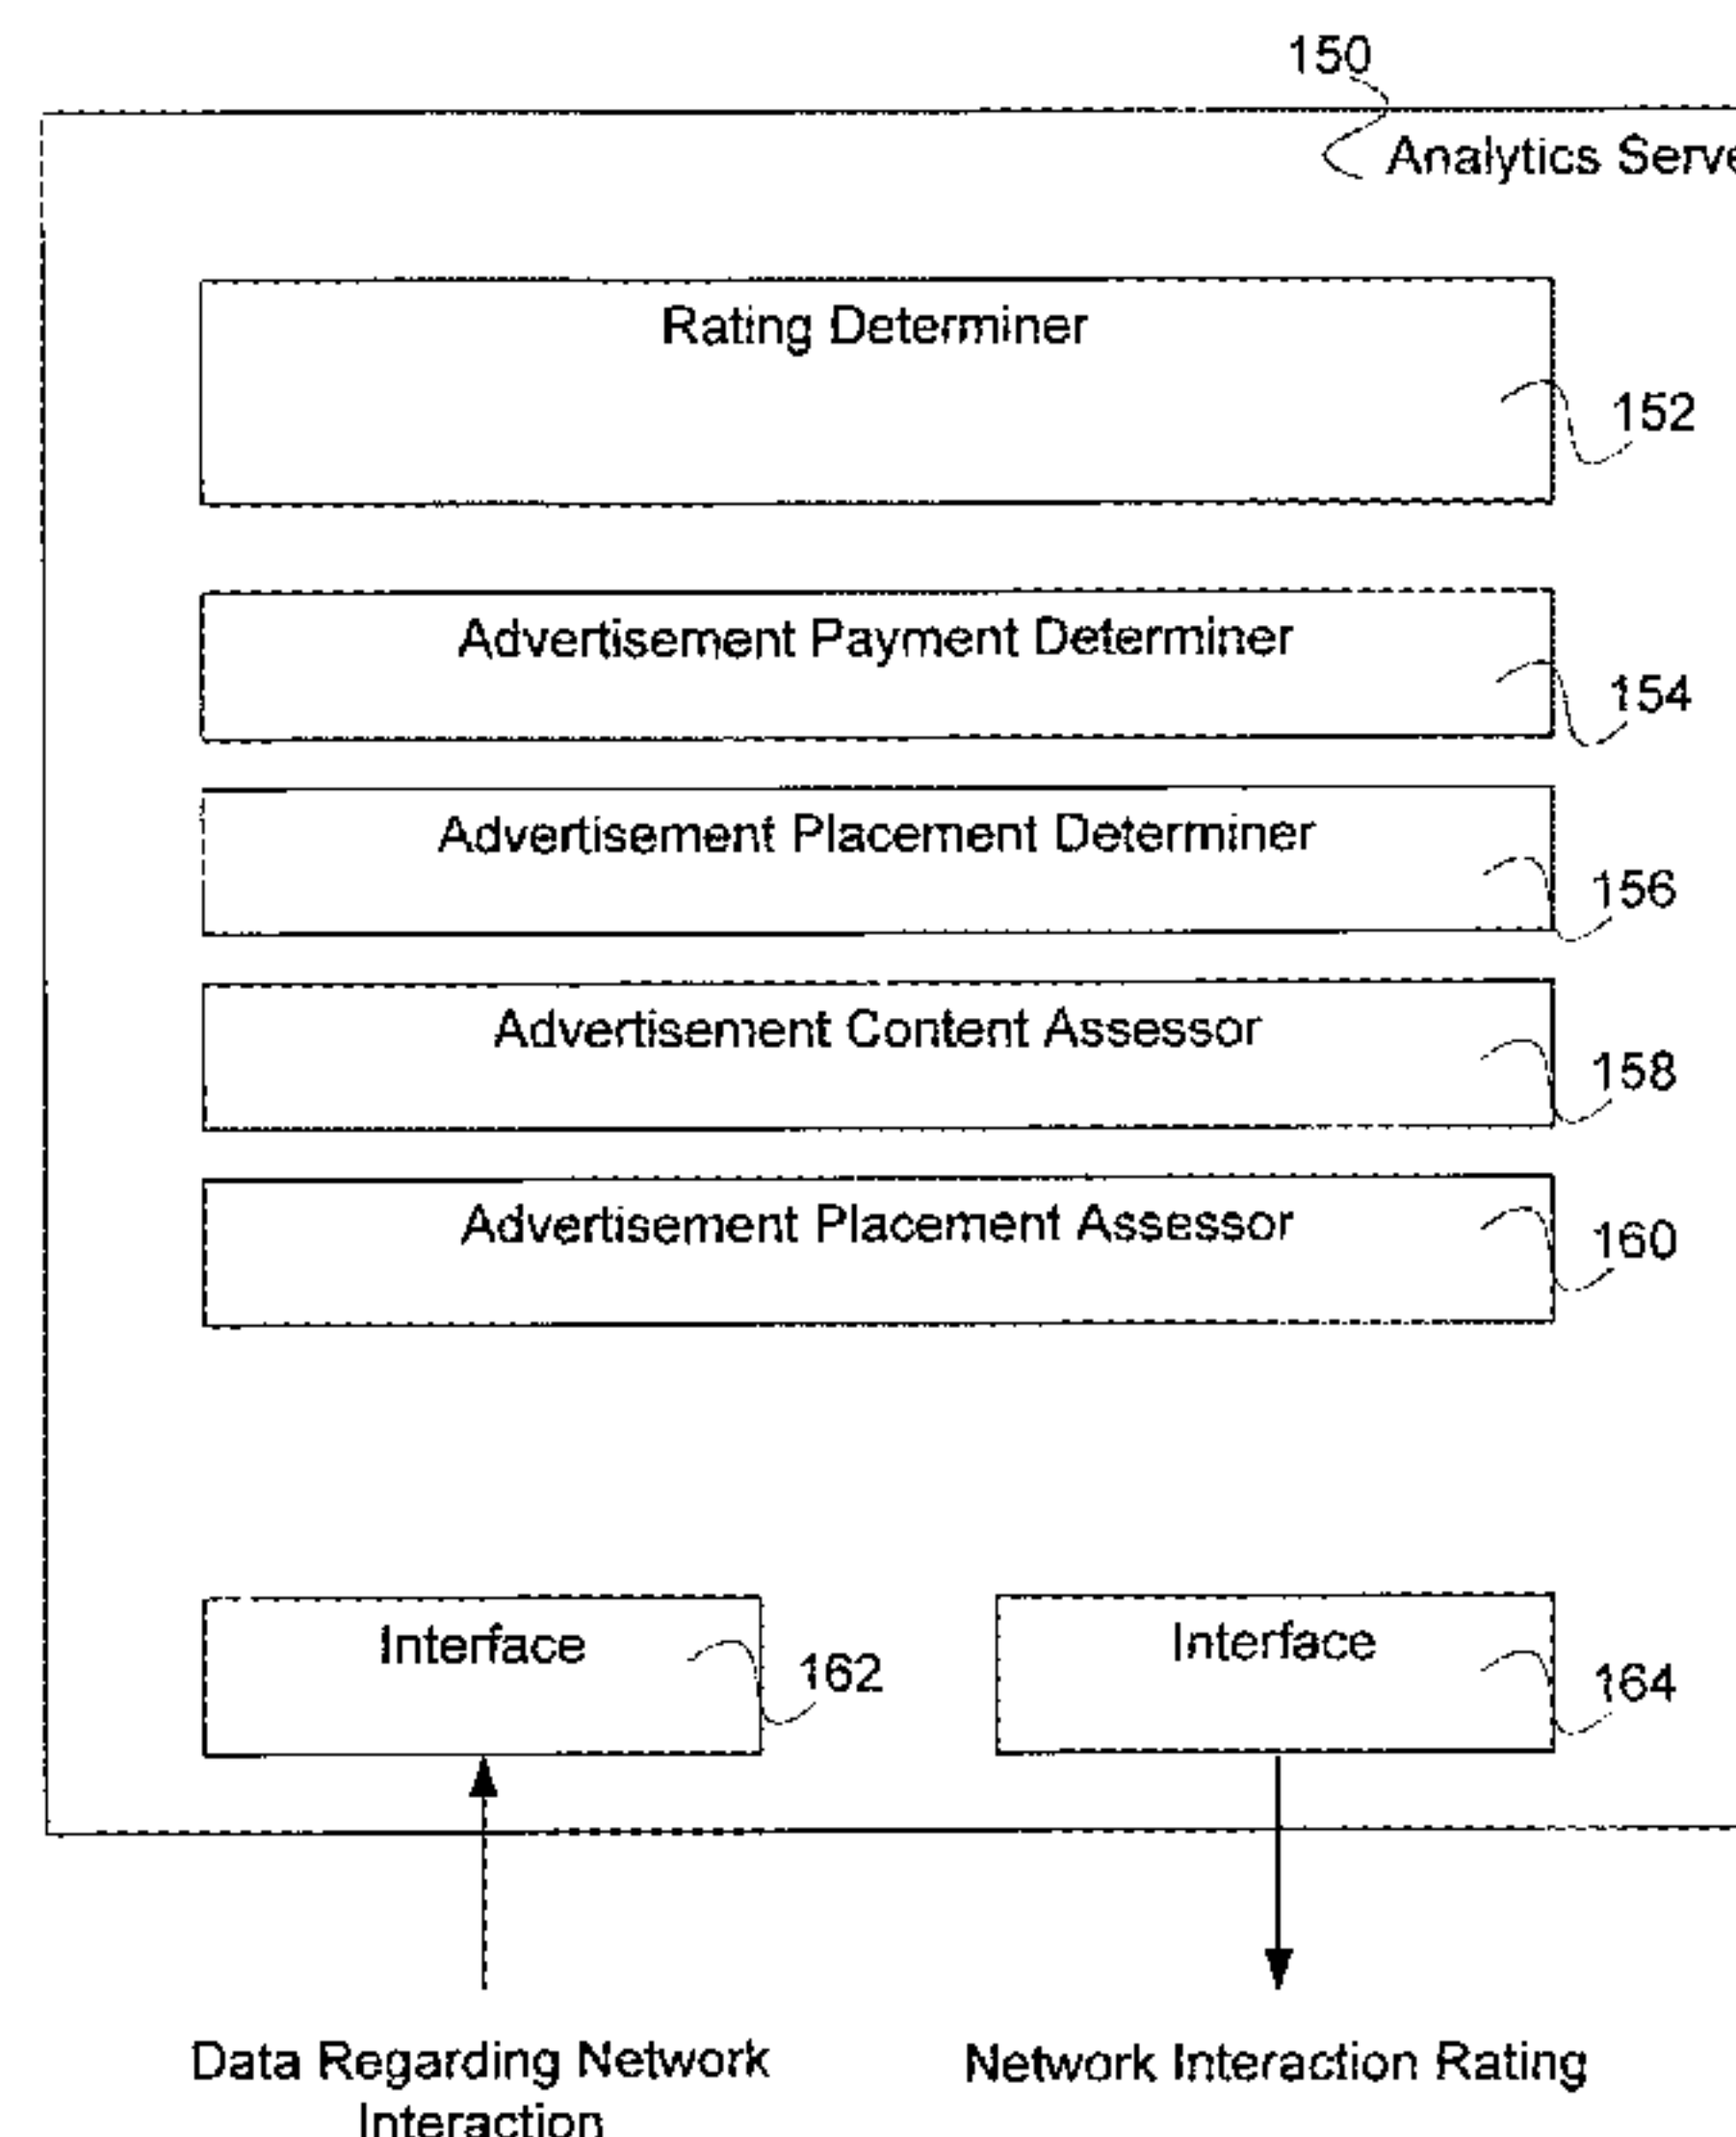 150
Analytics Serve
Rating Determiner
152
Advertisement Payment Determiner
154
Advertisement Placement Determiner
156
Advertisement Content Assessor
158
Advertisement Placement Assessor
160
Interface
162
Interface
164
Data Regarding Network
Interaction
Network Interaction Rating